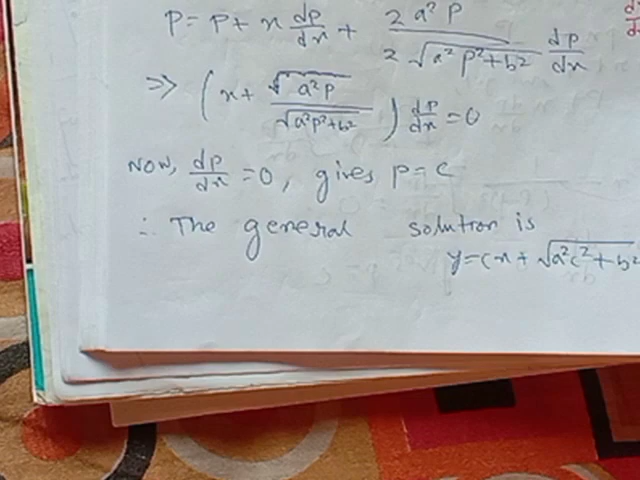 P = P + x dp/dx + 2a²p / 2√a²p²+b² dp/dx
=> (x + √a²p / √a²p²+b²) dp/dx = 0
NOW, dp/dx = 0, gives p = c
∴ The general solution is
y = cx + √a²c²+b²